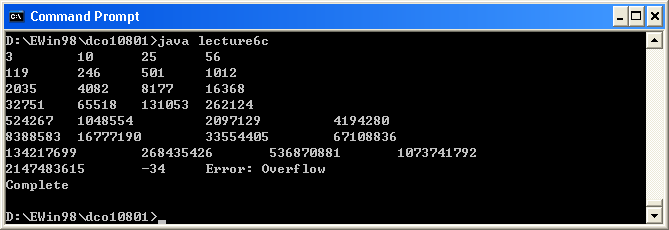 Command Prompt
D:\EWin98\dco10801>java lecture6c
3 10 25 56
119 246 501 1012
2035 4082 8177 16368
32751 65518 131053 262124
524267 1048554 2097129 4194280
8388583 16777190 33554405 67108836
134217699 268435426 536870881 1073741792
2147483615 -34 Error: Overflow
Complete
D:\EWin98\dco10801>_